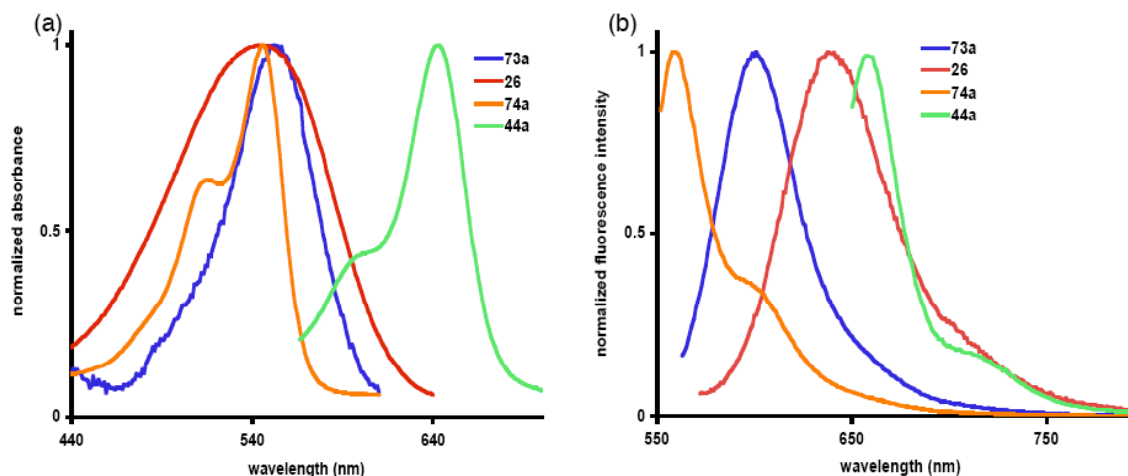 (a)
1
0.5
0
440
540
640
normalized absorbance
wavelength (nm)
73a
26
74a
44a
(b)
1
0.5
0
550
650
750
normalized fluorescence intensity
wavelength (nm)
73a
26
74a
44a